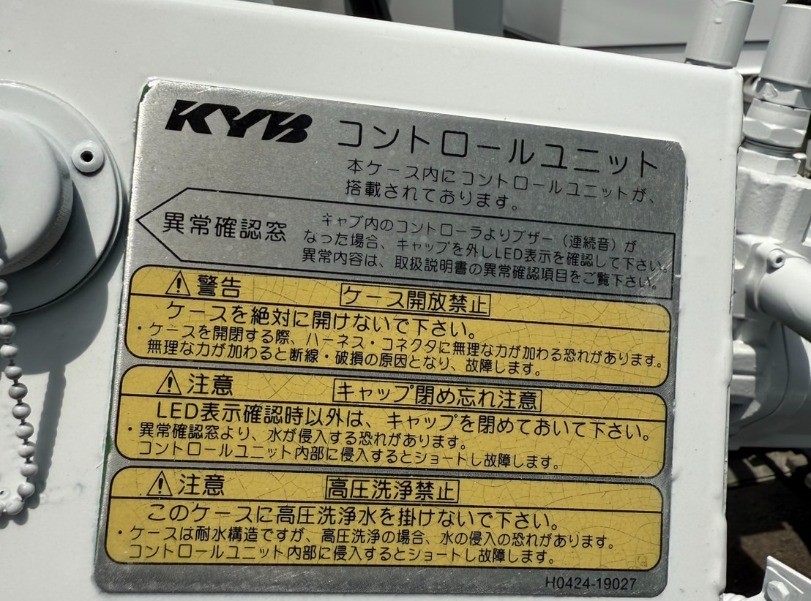 KYB コントロールユニット
本ケース内にコントロールユニットが、
搭載されております。
異常確認窓
キャブ内のコントローラよりブザー（連続音）が
なった場合、キャップを外しLED表示を確認して下さい。
異常内容は、取扱説明書の異常確認項目をご覧下さい。
⚠警告 ケース開放禁止
ケースを絶対に開けないで下さい。
・ケースを開閉する際、ハーネス・コネクタに無理な力が加わる恐れがあります。
無理な力が加わると断線・破損の原因となり、故障します。
⚠注意 キャップ閉め忘れ注意
LED表示確認時以外は、キャップを閉めておいて下さい。
・異常確認窓より、水が侵入する恐れがあります。
コントロールユニット内部に侵入するとショートし故障します。
⚠注意 高圧洗浄禁止
このケースに高圧洗浄水を掛けないで下さい。
・ケースは耐水構造ですが、高圧洗浄の場合、水の侵入の恐れがあります。
コントロールユニット内部に侵入するとショートし故障します。
H0424-19027